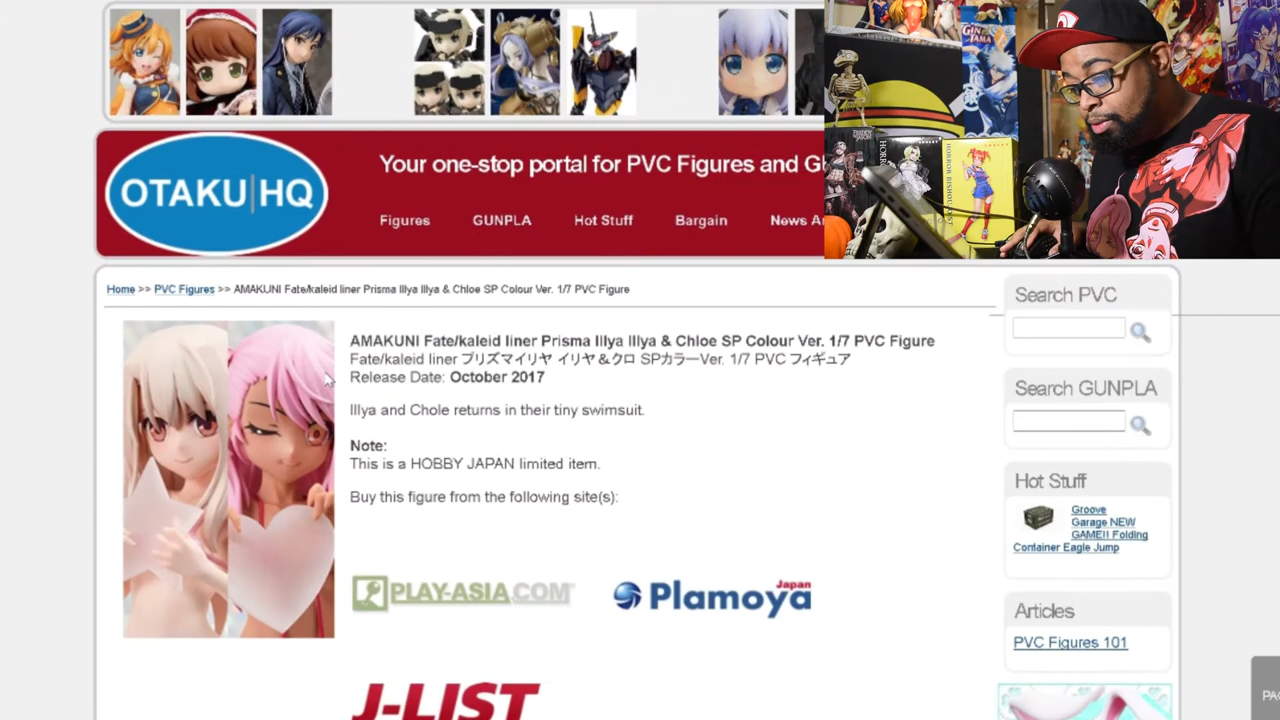 OTAKU HQ
Your one-stop portal for PVC Figures and
Figures
GUNPLA
Hot Stuff
Bargain
News
GINTAMA
Home >> PVC Figures >> AMAKUNI Fate/kaleid liner Prisma Illya Illya & Chloe SP Colour Ver. 1/7 PVC Figure
AMAKUNI Fate/kaleid liner Prisma Illya Illya & Chloe SP Colour Ver. 1/7 PVC Figure
Fate/kaleid liner プリズマイリヤ イリヤ＆クロ SPカラーVer. 1/7 PVC フィギュア
Release Date: October 2017
Illya and Chole returns in their tiny swimsuit.
Note:
This is a HOBBY JAPAN limited item.
Buy this figure from the following site(s):
PLAY-ASIA.COM
Plamoya
Japan
J-LIST
Search PVC
Search GUNPLA
Hot Stuff
Groove
Garage NEW
GAME!! Folding
Container Eagle Jump
Articles
PVC Figures 101